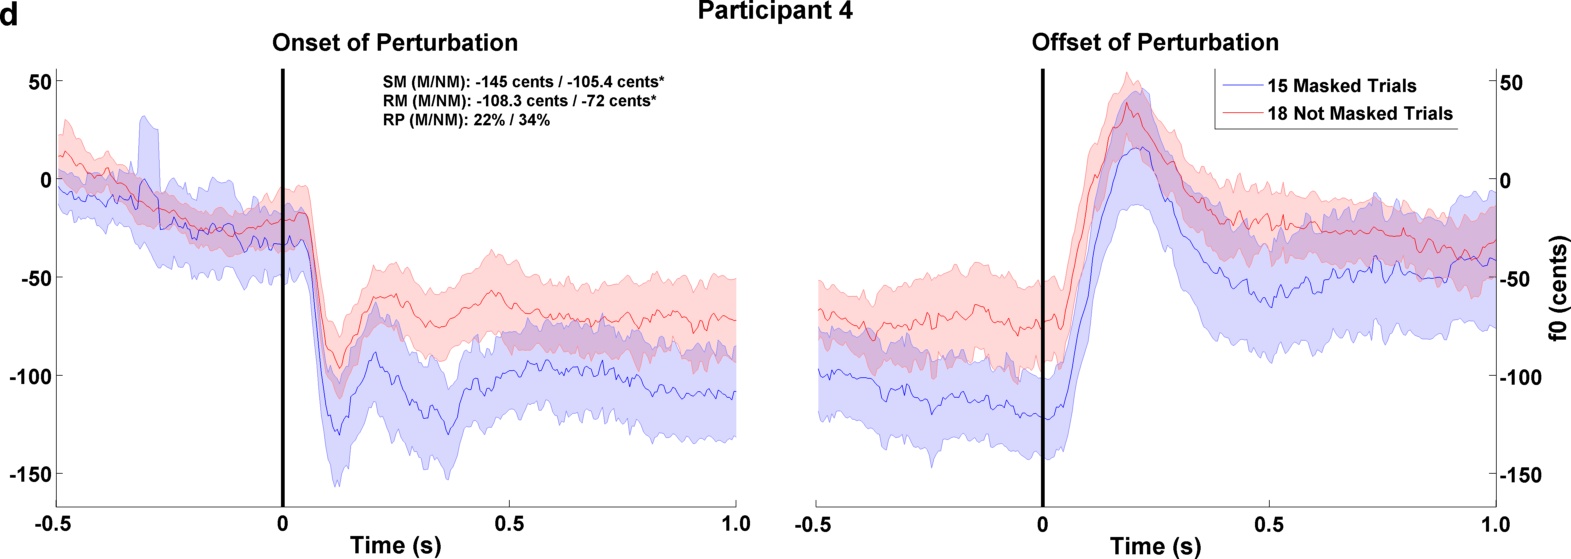 d
Participant 4
Onset of Perturbation
SM (M/NM): -145 cents / -105.4 cents*
RM (M/NM): -108.3 cents / -72 cents*
RP (M/NM): 22% / 34%
50
0
-50
-100
-150
-0.5
0
0.5
1.0
Time (s)
Offset of Perturbation
15 Masked Trials
18 Not Masked Trials
50
0
-50
-100
-150
f0 (cents)
-0.5
0
0.5
1.0
Time (s)